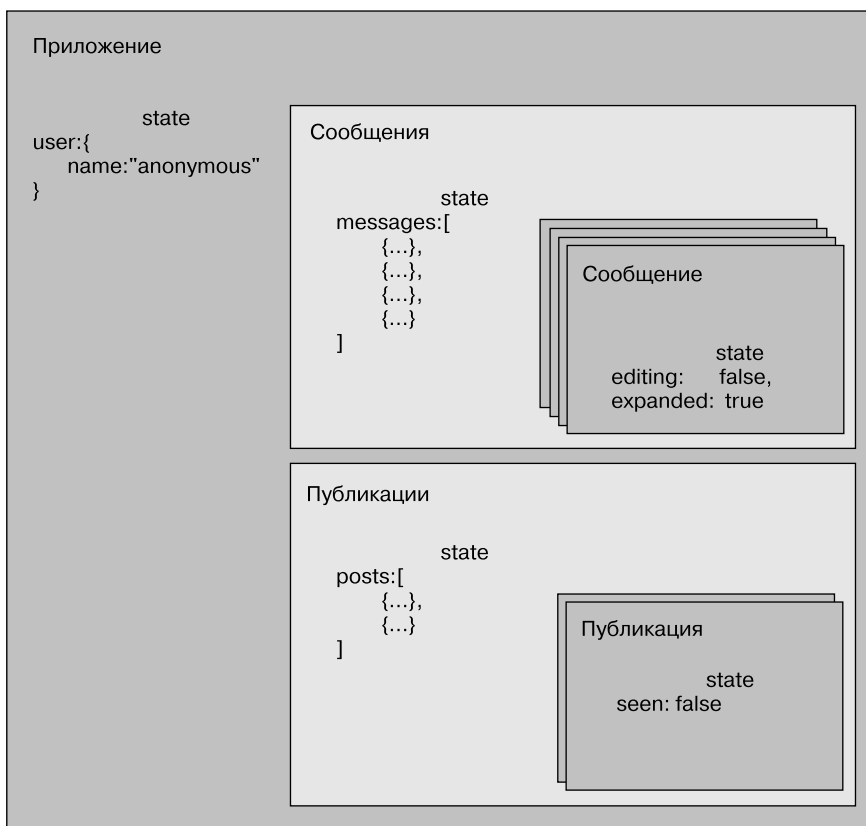 Приложение
state
user:{
name:"anonymous"
}
Сообщения
state
messages:[
{...},
{...},
{...},
{...}
]
Сообщение
state
editing: false,
expanded: true
Публикации
state
posts:[
{...},
{...}
]
Публикация
state
seen: false